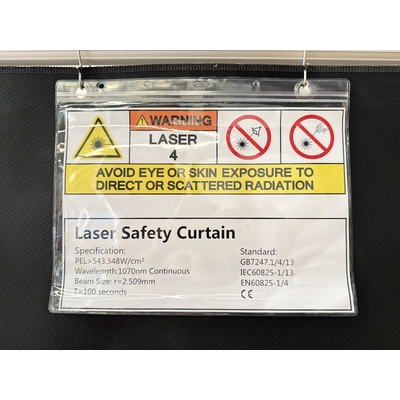 WARNING
LASER
4
AVOID EYE OR SKIN EXPOSURE TO
DIRECT OR SCATTERED RADIATION
Laser Safety Curtain
Specification:
PEL>543.348W/cm²
Wavelength:1070nm Continuous
Beam Size: r=2.509mm
T=100 seconds
Standard:
GB7247.1/4/13
IEC60825-1/13
EN60825-1/4
CE